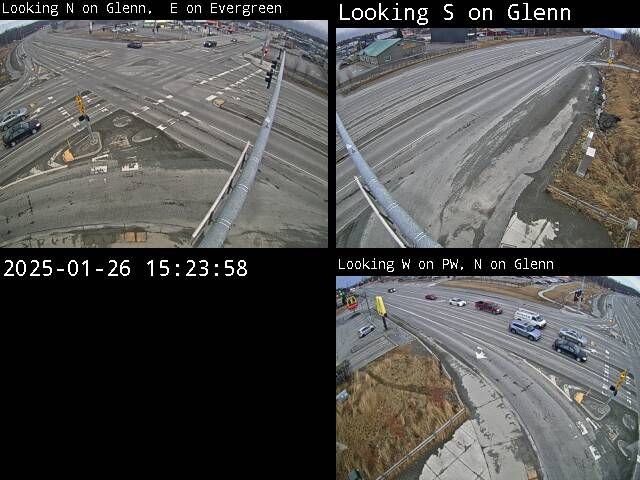 Looking N on Glenn,  E on Evergreen
Looking S on Glenn
2025-01-26 15:23:58
Looking W on PW, N on Glenn